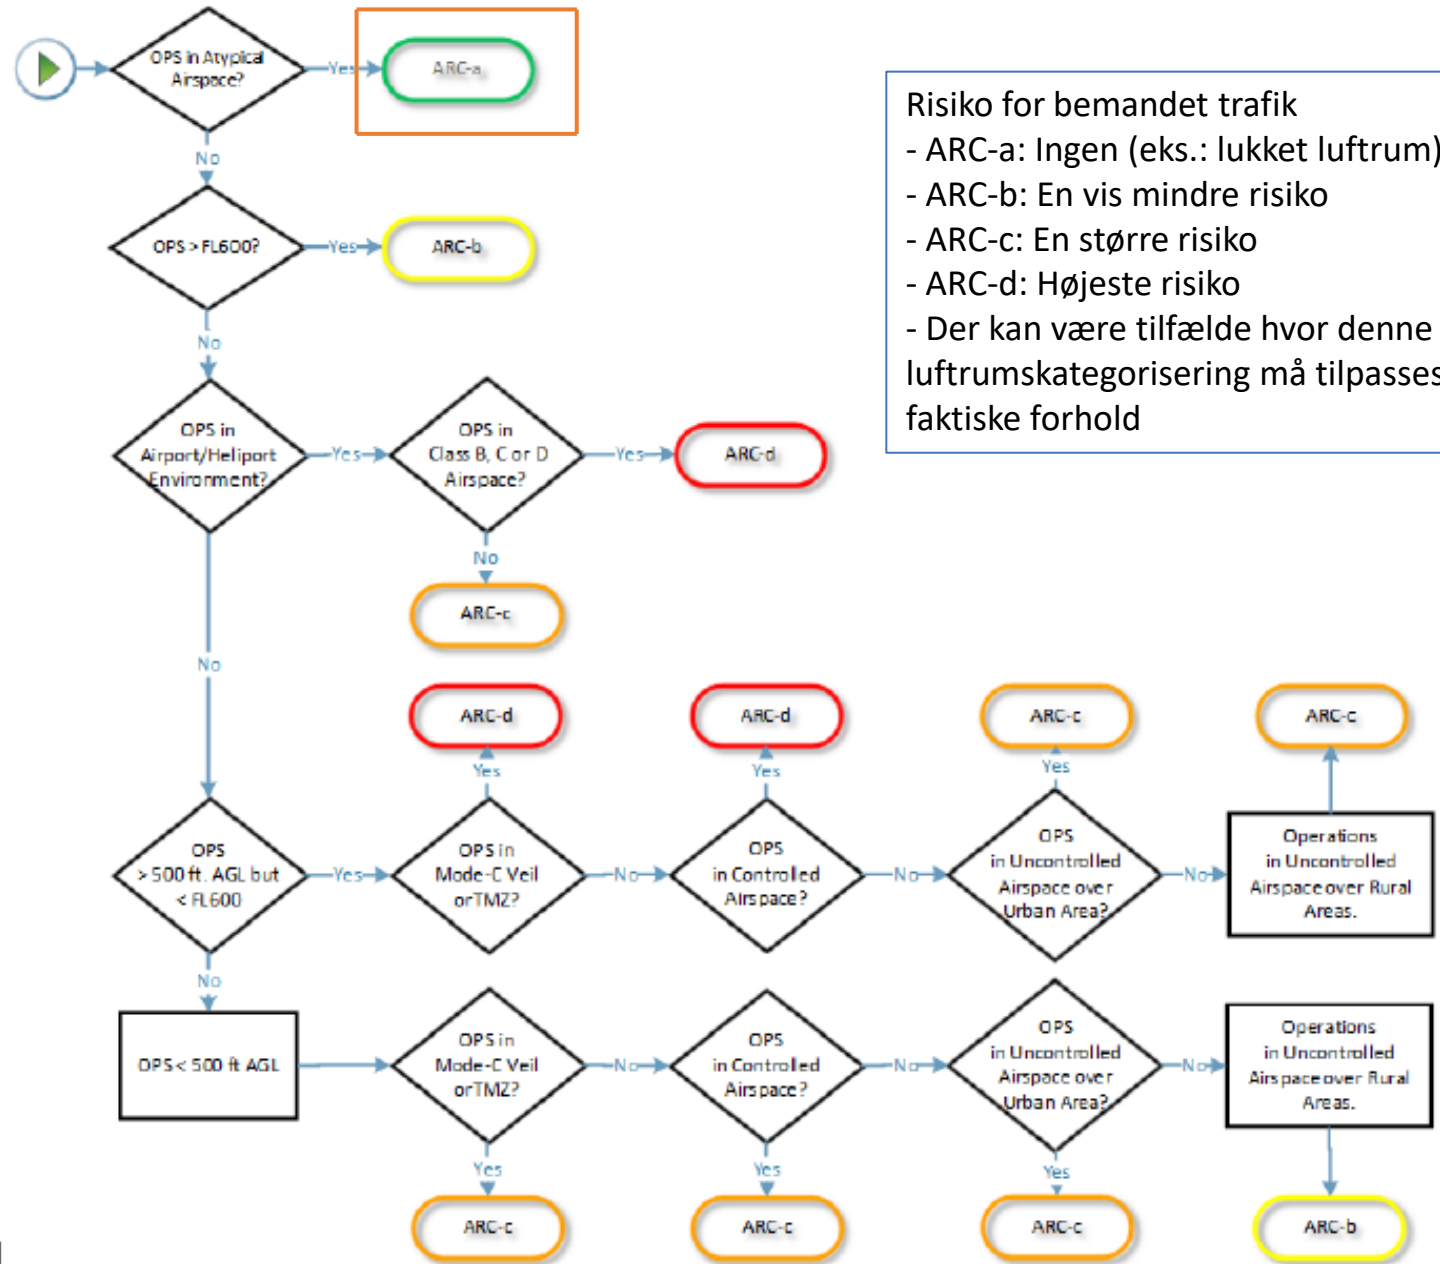 OPS in Atypical
Airspace?
Yes
ARC-a
No
OPS > FL600?
Yes
ARC-b
No
OPS in
Airport/Heliport
Environment?
Yes
OPS in
Class B, C or D
Airspace?
Yes
ARC-d
No
ARC-c
No
Risiko for bemandet trafik
- ARC-a: Ingen (eks.: lukket luftrum)
- ARC-b: En vis mindre risiko
- ARC-c: En større risiko
- ARC-d: Højeste risiko
- Der kan være tilfælde hvor denne
luftrumskategorisering må tilpasses
faktiske forhold
ARC-d
ARC-d
ARC-c
ARC-c
Yes
Yes
Yes
OPS
> 500 ft. AGL but
< FL600
Yes
OPS in
Mode-C Veil
or TMZ?
No
OPS
in Controlled
Airspace?
No
OPS
in Uncontrolled
Airspace over
Urban Area?
No
Operations
in Uncontrolled
Airspace over Rural
Areas.
No
OPS < 500 ft AGL
OPS in
Mode-C Veil
or TMZ?
No
OPS
in Controlled
Airspace?
No
OPS
in Uncontrolled
Airspace over
Urban Area?
No
Operations
in Uncontrolled
Airspace over Rural
Areas.
Yes
Yes
Yes
ARC-c
ARC-c
ARC-c
ARC-b